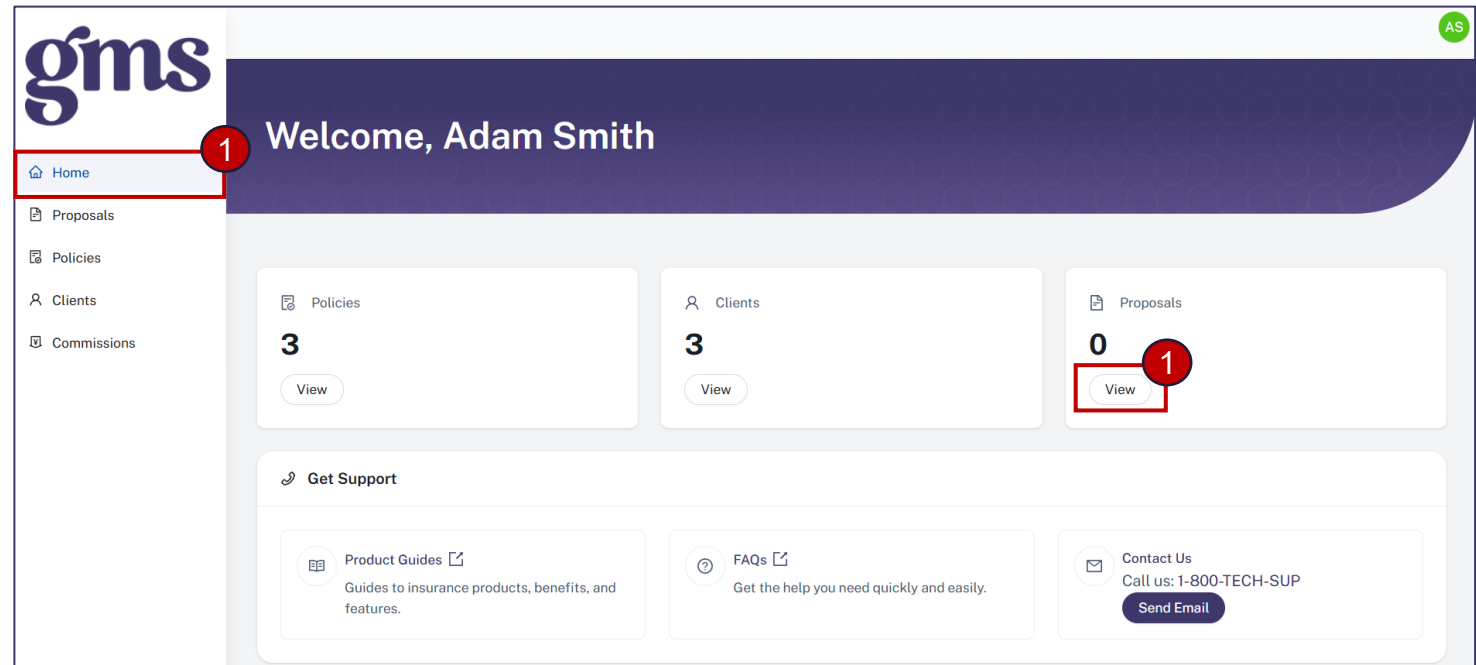 gms
AS
Welcome, Adam Smith
1
Home
Proposals
Policies
Clients
Commissions
Policies
3
View
Clients
3
View
Proposals
0
1
View
Get Support
Product Guides
Guides to insurance products, benefits, and
features.
FAQs
Get the help you need quickly and easily.
Contact Us
Call us: 1-800-TECH-SUP
Send Email